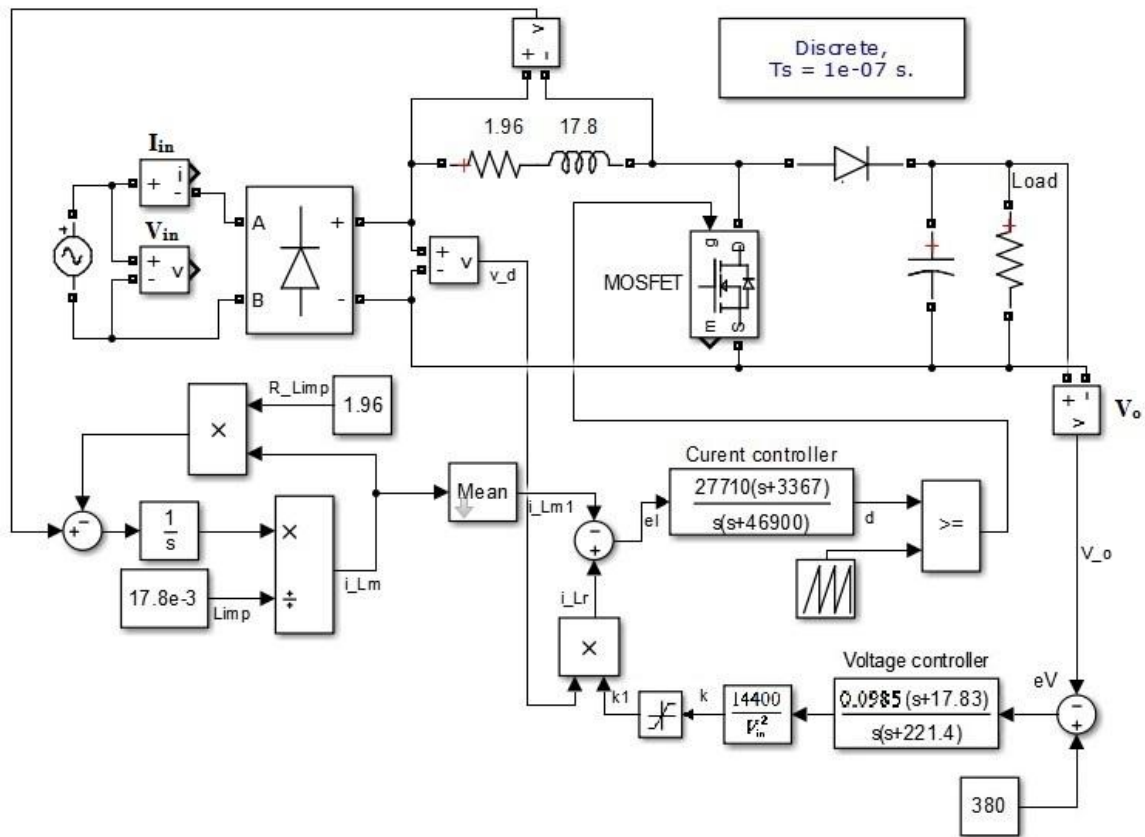 v
+ -
Discrete,
Ts = 1e-07 s.
1.96 17.8
I_in
+ i
-
V_in
+ v
-
A +
B -
+ v
-
v_d
g D
MOSFET
m S
Load
R_Limp
1.96
×
+ -
1
s
×
÷
17.8e-3
Limp
i_Lm
Mean
i_Lm1
-
+
eI
Curent controller
27710(s+3367)
s(s+46900)
d
>=
+ -
v
V_o
V_o
i_Lr
×
k1
k
14400
V_in^2
Voltage controller
0.0985(s+17.83)
s(s+221.4)
eV
-
+
380